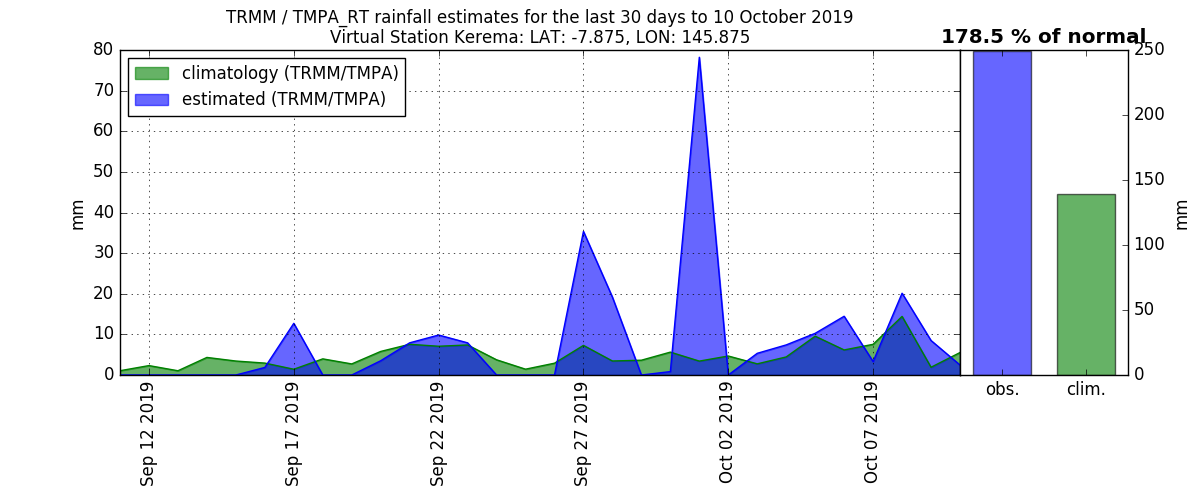 TRMM / TMPA_RT rainfall estimates for the last 30 days to 10 October 2019
Virtual Station Kerema: LAT: -7.875, LON: 145.875
178.5 % of normal
climatology (TRMM/TMPA)
estimated (TRMM/TMPA)
mm
80
70
60
50
40
30
20
10
0
Sep 12 2019
Sep 17 2019
Sep 22 2019
Sep 27 2019
Oct 02 2019
Oct 07 2019
250
200
150
100
50
0
mm
obs.
clim.